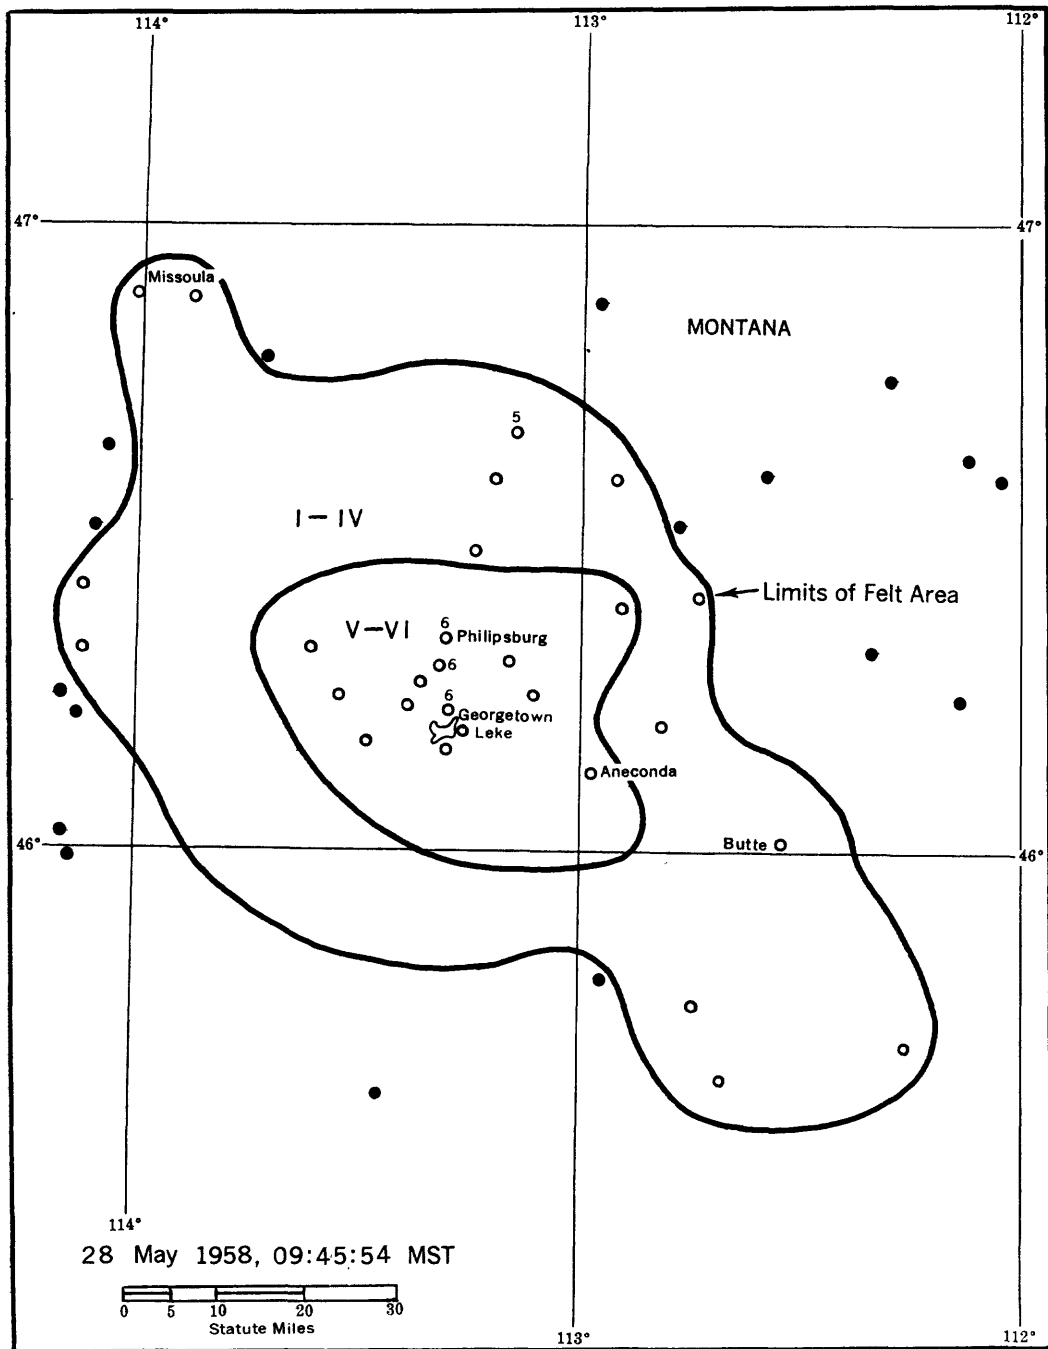 114° 113° 112°
47° 47°
Missoula
MONTANA
5
I–IV
Limits of Felt Area
V–VI
6
Philipsburg
6
6
Georgetown
Leke
Aneconda
Butte
46° 46°
114°
28 May 1958, 09:45:54 MST
0 5 10 20 30
Statute Miles
113° 112°